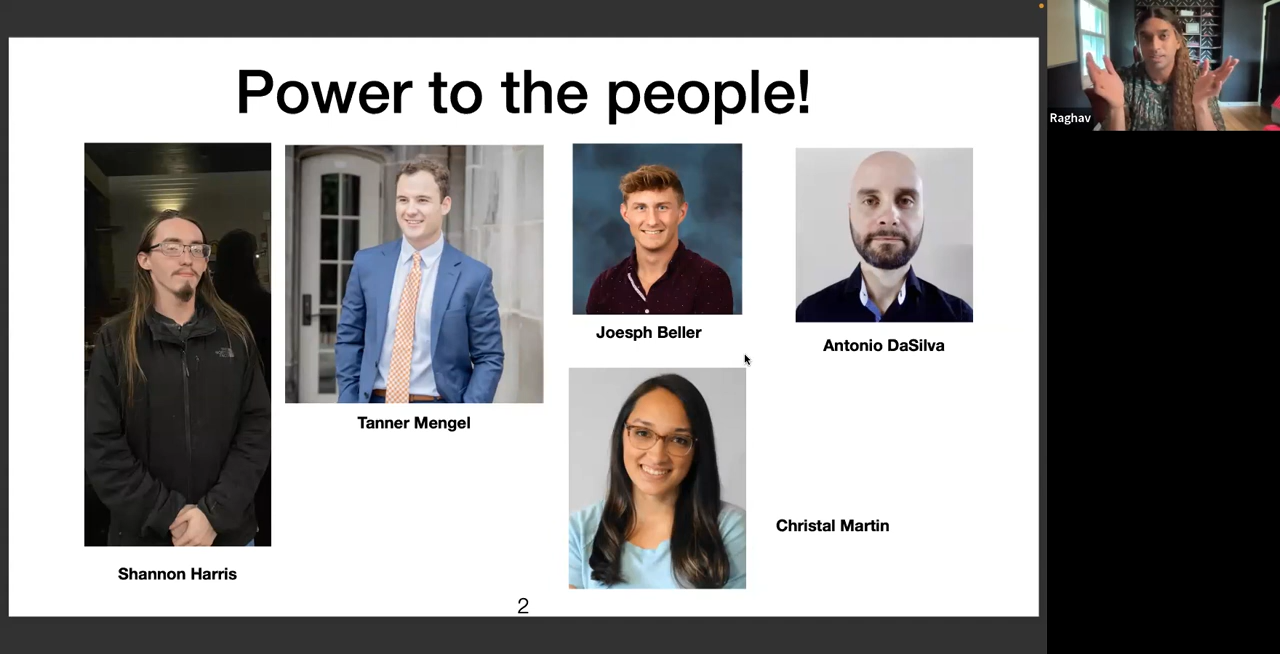 Power to the people!
Raghav
Joesph Beller
Antonio DaSilva
Tanner Mengel
Christal Martin
Shannon Harris
2